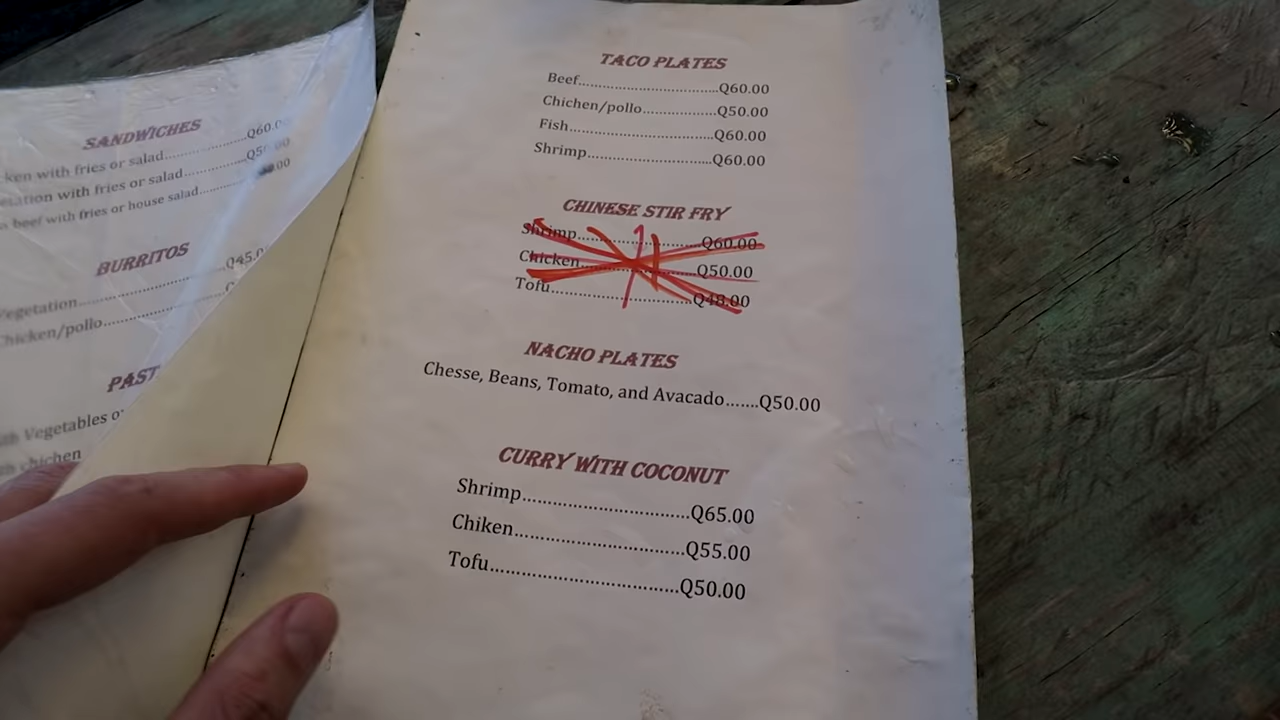 SANDWICHES
ken with fries or salad..................Q60.0
etation with fries or salad.............
n beef with fries or house salad............... 00
BURRITOS
Vegetation.............................Q45.0
Chicken/pollo........................
PAST
Vegetables o
chicken
TACO PLATES
Beef................................Q60.00
Chichen/pollo.................Q50.00
Fish.................................Q60.00
Shrimp............................Q60.00
CHINESE STIR FRY
Shrimp...........................Q60.00
Chicken.........................Q50.00
Tofu...............................Q48.00
NACHO PLATES
Chesse, Beans, Tomato, and Avacado.......Q50.00
CURRY WITH COCONUT
Shrimp...............................Q65.00
Chiken................................Q55.00
Tofu....................................Q50.00